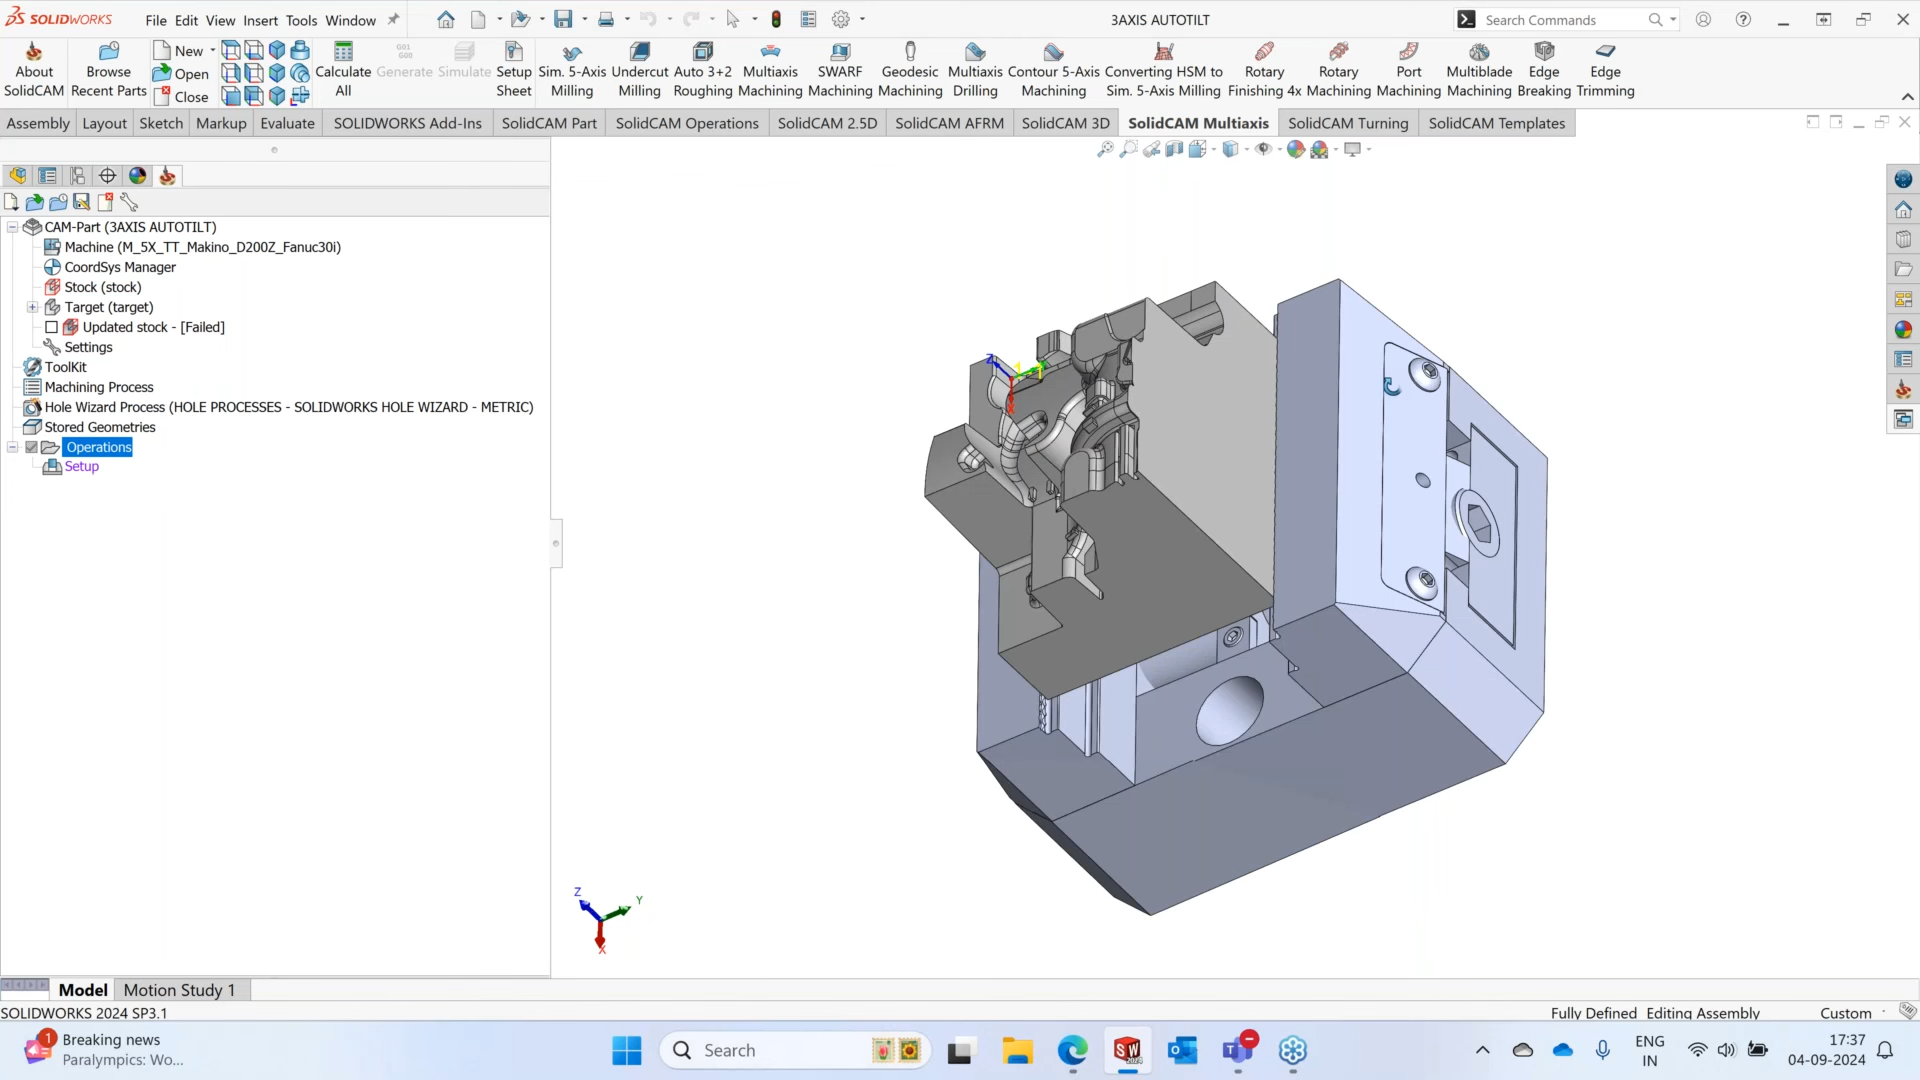 SOLIDWORKS File Edit View Insert Tools Window 3AXIS AUTOTILT Search Commands
About SolidCAM
Browse Recent Parts
New
Open
Close
Calculate All
G01
G00
Generate
Simulate
Setup Sheet
Sim. 5-Axis Milling
Undercut Milling
Auto 3+2 Roughing
Multiaxis Machining
SWARF Machining
Geodesic Machining
Multiaxis Drilling
Contour 5-Axis Machining
Converting HSM to Sim. 5-Axis Milling
Rotary Finishing 4x
Rotary Machining
Port Machining
Multiblade Machining
Edge Breaking
Edge Trimming
Assembly Layout Sketch Markup Evaluate SOLIDWORKS Add-Ins SolidCAM Part SolidCAM Operations SolidCAM 2.5D SolidCAM AFRM SolidCAM 3D SolidCAM Multiaxis SolidCAM Turning SolidCAM Templates
CAM-Part (3AXIS AUTOTILT)
Machine (M_5X_TT_Makino_D200Z_Fanuc30i)
CoordSys Manager
Stock (stock)
Target (target)
Updated stock - [Failed]
Settings
ToolKit
Machining Process
Hole Wizard Process (HOLE PROCESSES - SOLIDWORKS HOLE WIZARD - METRIC)
Stored Geometries
Operations
Setup
Z
X
Z
Y
X
Model Motion Study 1
SOLIDWORKS 2024 SP3.1 Fully Defined Editing Assembly Custom
1
Breaking news
Paralympics: Wo...
Search
SW
2024
ENG
IN
17:37
04-09-2024